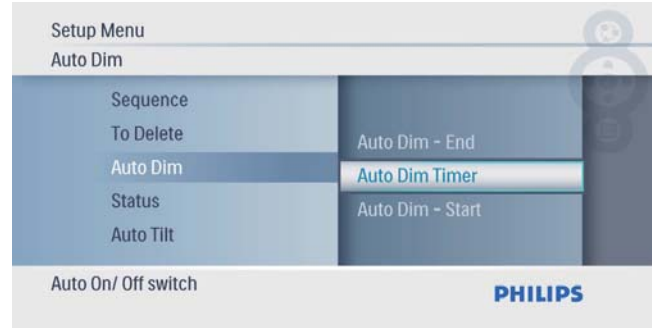 Setup Menu
Auto Dim
Sequence
To Delete
Auto Dim
Status
Auto Tilt
Auto Dim - End
Auto Dim Timer
Auto Dim - Start
Auto On/ Off switch
PHILIPS